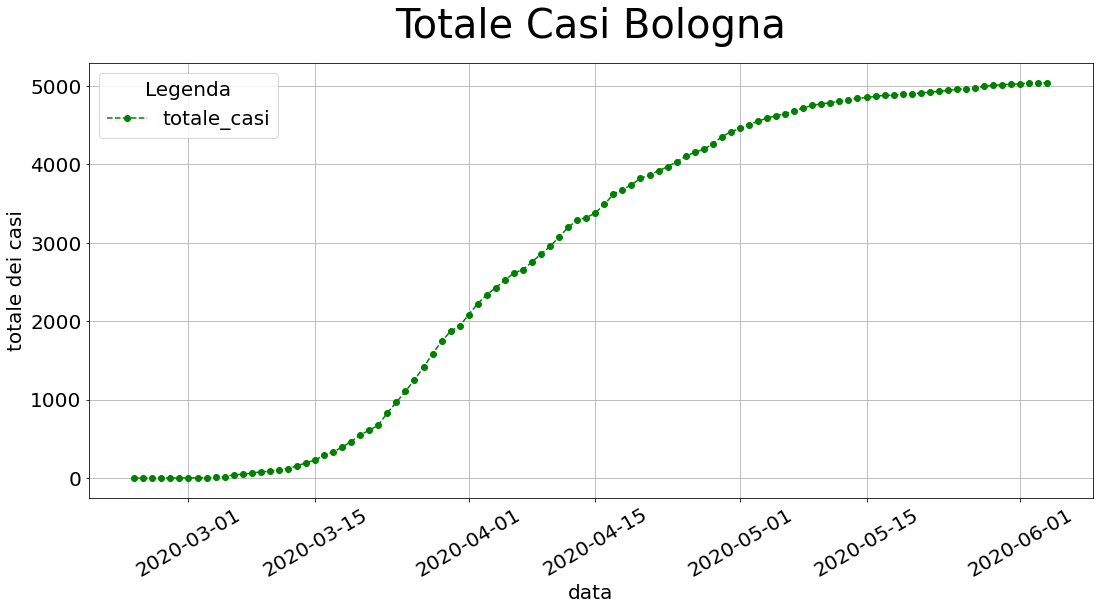 Totale Casi Bologna
Legenda
totale_casi
totale dei casi
5000
4000
3000
2000
1000
0
2020-03-01
2020-03-15
2020-04-01
2020-04-15
2020-05-01
2020-05-15
2020-06-01
data